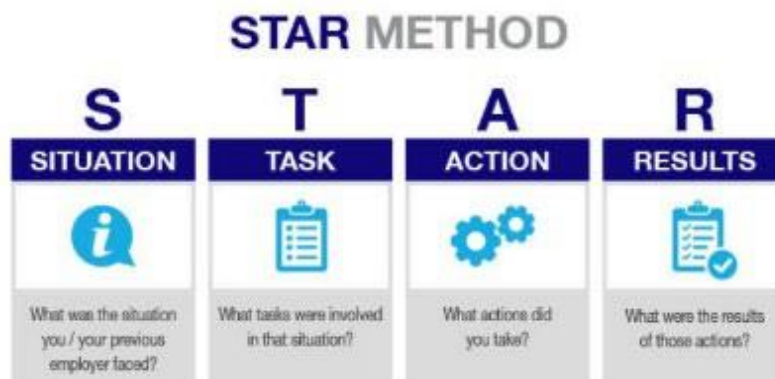 STAR METHOD
S
SITUATION
What was the situation
you / your previous
employer faced?
T
TASK
What tasks were involved
in that situation?
A
ACTION
What actions did
you take?
R
RESULTS
What were the results
of those actions?